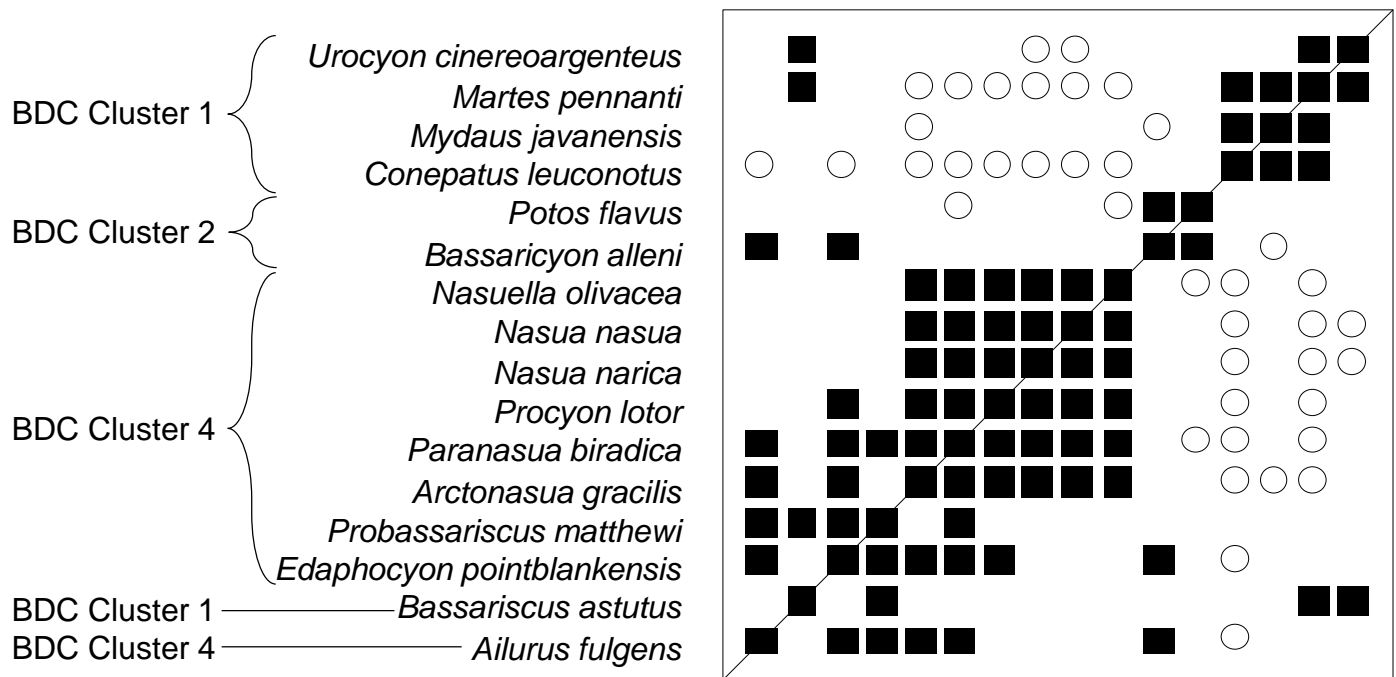 Urocyon cinereoargenteus
BDC Cluster 1
Martes pennanti
Mydaus javanensis
Conepatus leuconotus
BDC Cluster 2
Potos flavus
Bassaricyon alleni
Nasuella olivacea
Nasua nasua
Nasua narica
Procyon lotor
BDC Cluster 4
Paranasua biradica
Arctonasua gracilis
Probassariscus matthewi
Edaphocyon pointblankensis
BDC Cluster 1 Bassariscus astutus
BDC Cluster 4 Ailurus fulgens